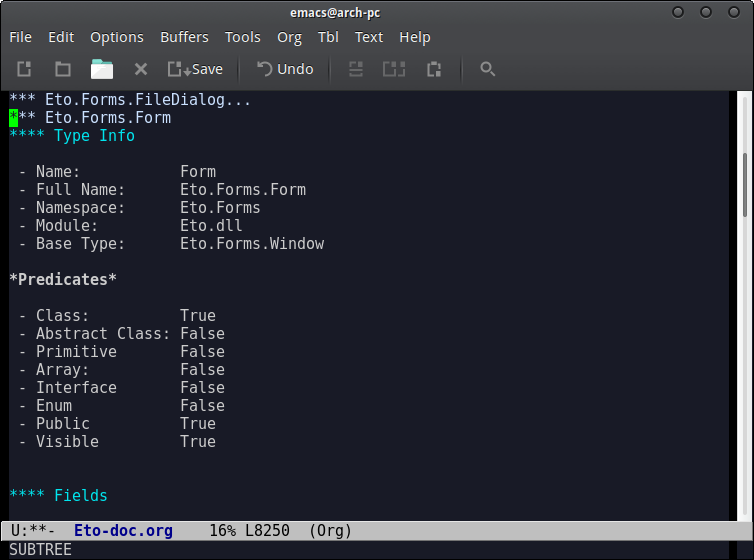 emacs@arch-pc
File Edit Options Buffers Tools Org Tbl Text Help
Save Undo
*** Eto.Forms.FileDialog...
*** Eto.Forms.Form
**** Type Info
- Name: Form
- Full Name: Eto.Forms.Form
- Namespace: Eto.Forms
- Module: Eto.dll
- Base Type: Eto.Forms.Window
*Predicates*
- Class: True
- Abstract Class: False
- Primitive False
- Array: False
- Interface False
- Enum False
- Public True
- Visible True
**** Fields
U:**- Eto-doc.org 16% L8250 (Org)
SUBTREE